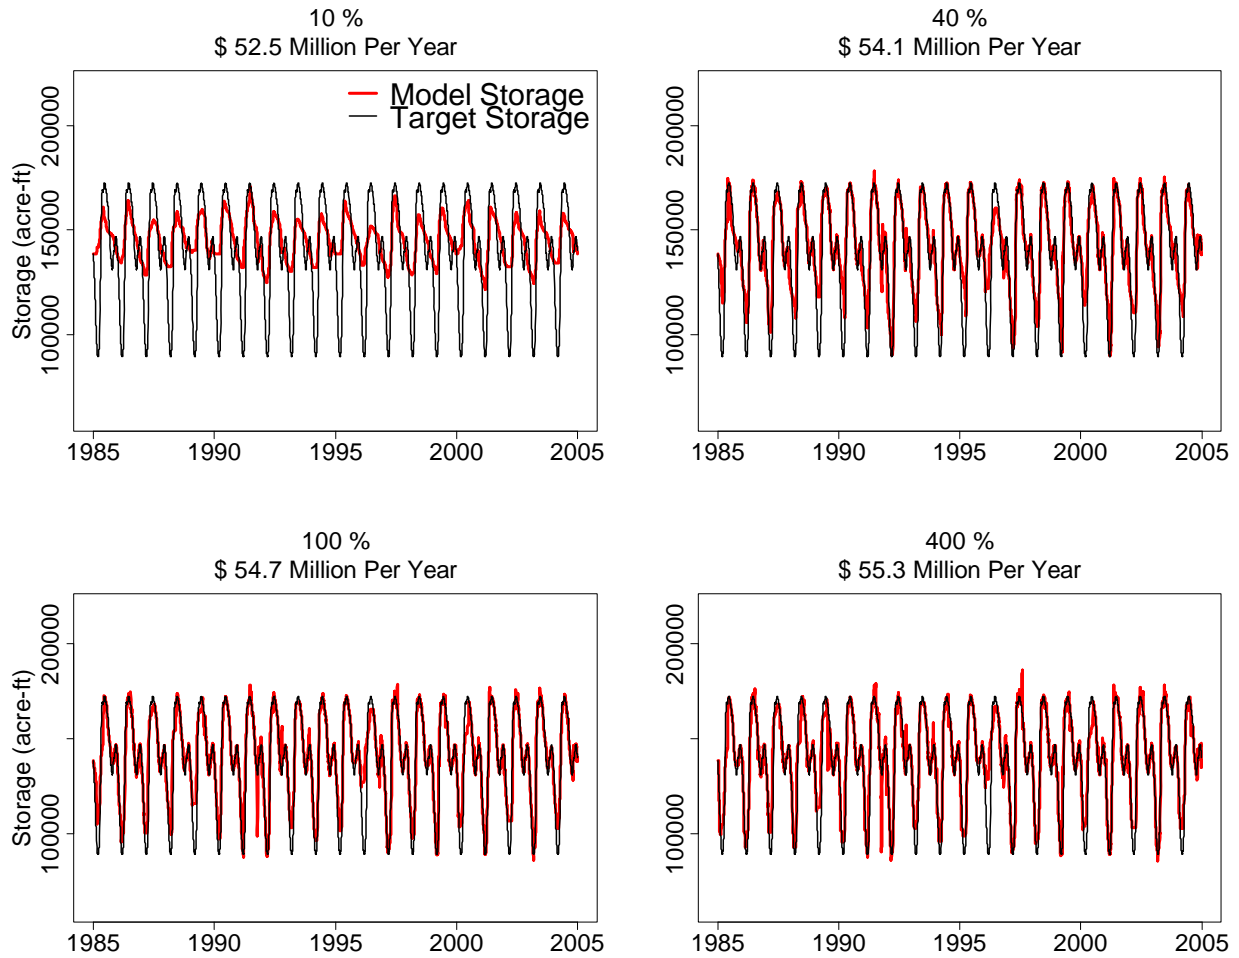 10 %
$ 52.5 Million Per Year
Model Storage
Target Storage
Storage (acre-ft)
200000
150000
100000
1985 1990 1995 2000 2005
40 %
$ 54.1 Million Per Year
200000
150000
100000
1985 1990 1995 2000 2005
100 %
$ 54.7 Million Per Year
Storage (acre-ft)
200000
100000
1985 1990 1995 2000 2005
400 %
$ 55.3 Million Per Year
200000
100000
1985 1990 1995 2000 2005